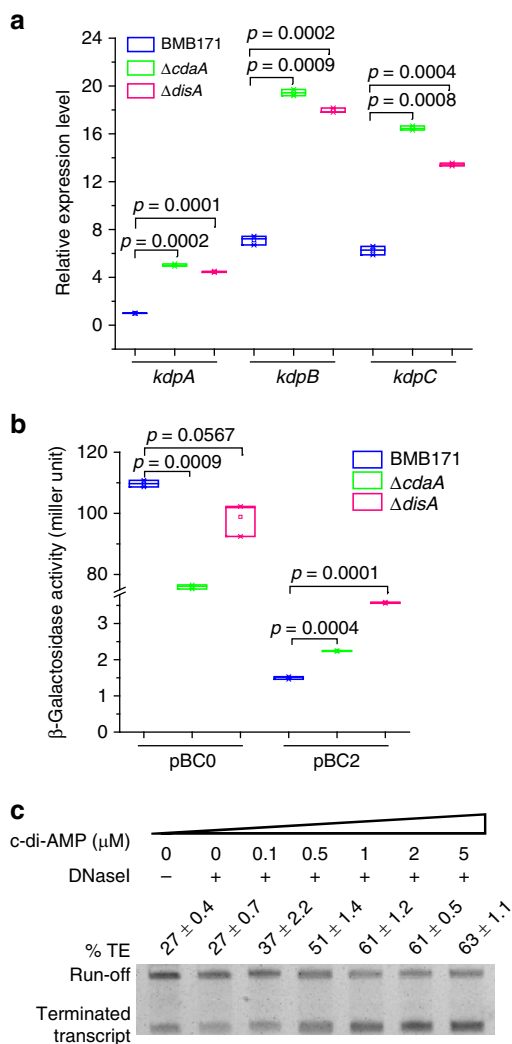 a
24
20
16
12
8
4
0
Relative expression level
BMB171
ΔcdaA
ΔdisA
p = 0.0002
p = 0.0009
p = 0.0004
p = 0.0008
p = 0.0001
p = 0.0002
kdpA
kdpB
kdpC
b
120
100
80
3
2
1
0
β-Galactosidase activity (miller unit)
p = 0.0567
p = 0.0009
BMB171
ΔcdaA
ΔdisA
p = 0.0001
p = 0.0004
pBC0
pBC2
c
c-di-AMP (μM) 0 0 0.1 0.5 1 2 5
DNaseI – + + + + + +
% TE 27 ± 0.4 27 ± 0.7 37 ± 2.2 51 ± 1.4 61 ± 1.2 61 ± 0.5 63 ± 1.1
Run-off
Terminated
transcript